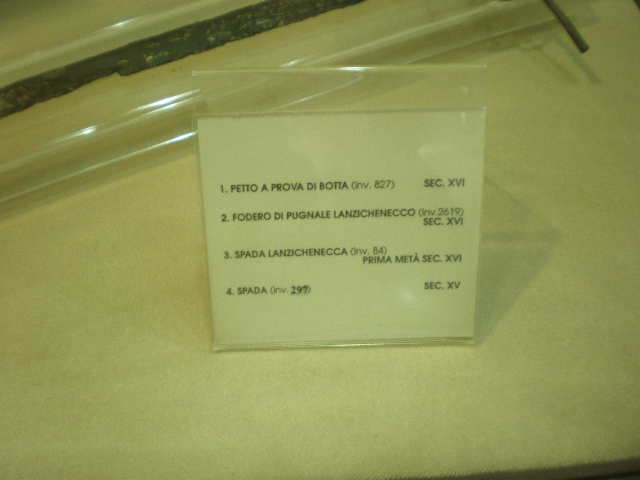 1. PETTO A PROVA DI BOTTA (inv. 827) SEC. XVI
2. FODERO DI PUGNALE LANZICHENECCO (inv.2619)
SEC. XVI
3. SPADA LANZICHENECCA (inv. 84)
PRIMA METÀ SEC. XVI
4. SPADA (inv. 297) SEC. XV